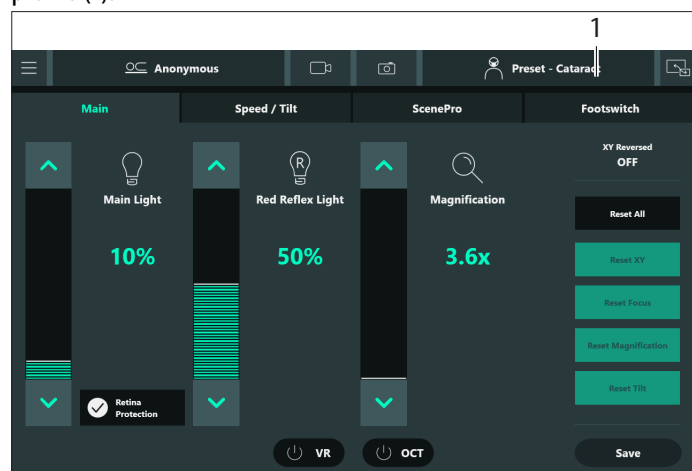 1
Anonymous
Preset - Cataract
Main
Speed / Tilt
ScenePro
Footswitch
Main Light
10%
Retina
Protection
R
Red Reflex Light
50%
Magnification
3.6x
XY Reversed
OFF
Reset All
Reset XY
Reset Focus
Reset Magnification
Reset Tilt
VR
OCT
Save